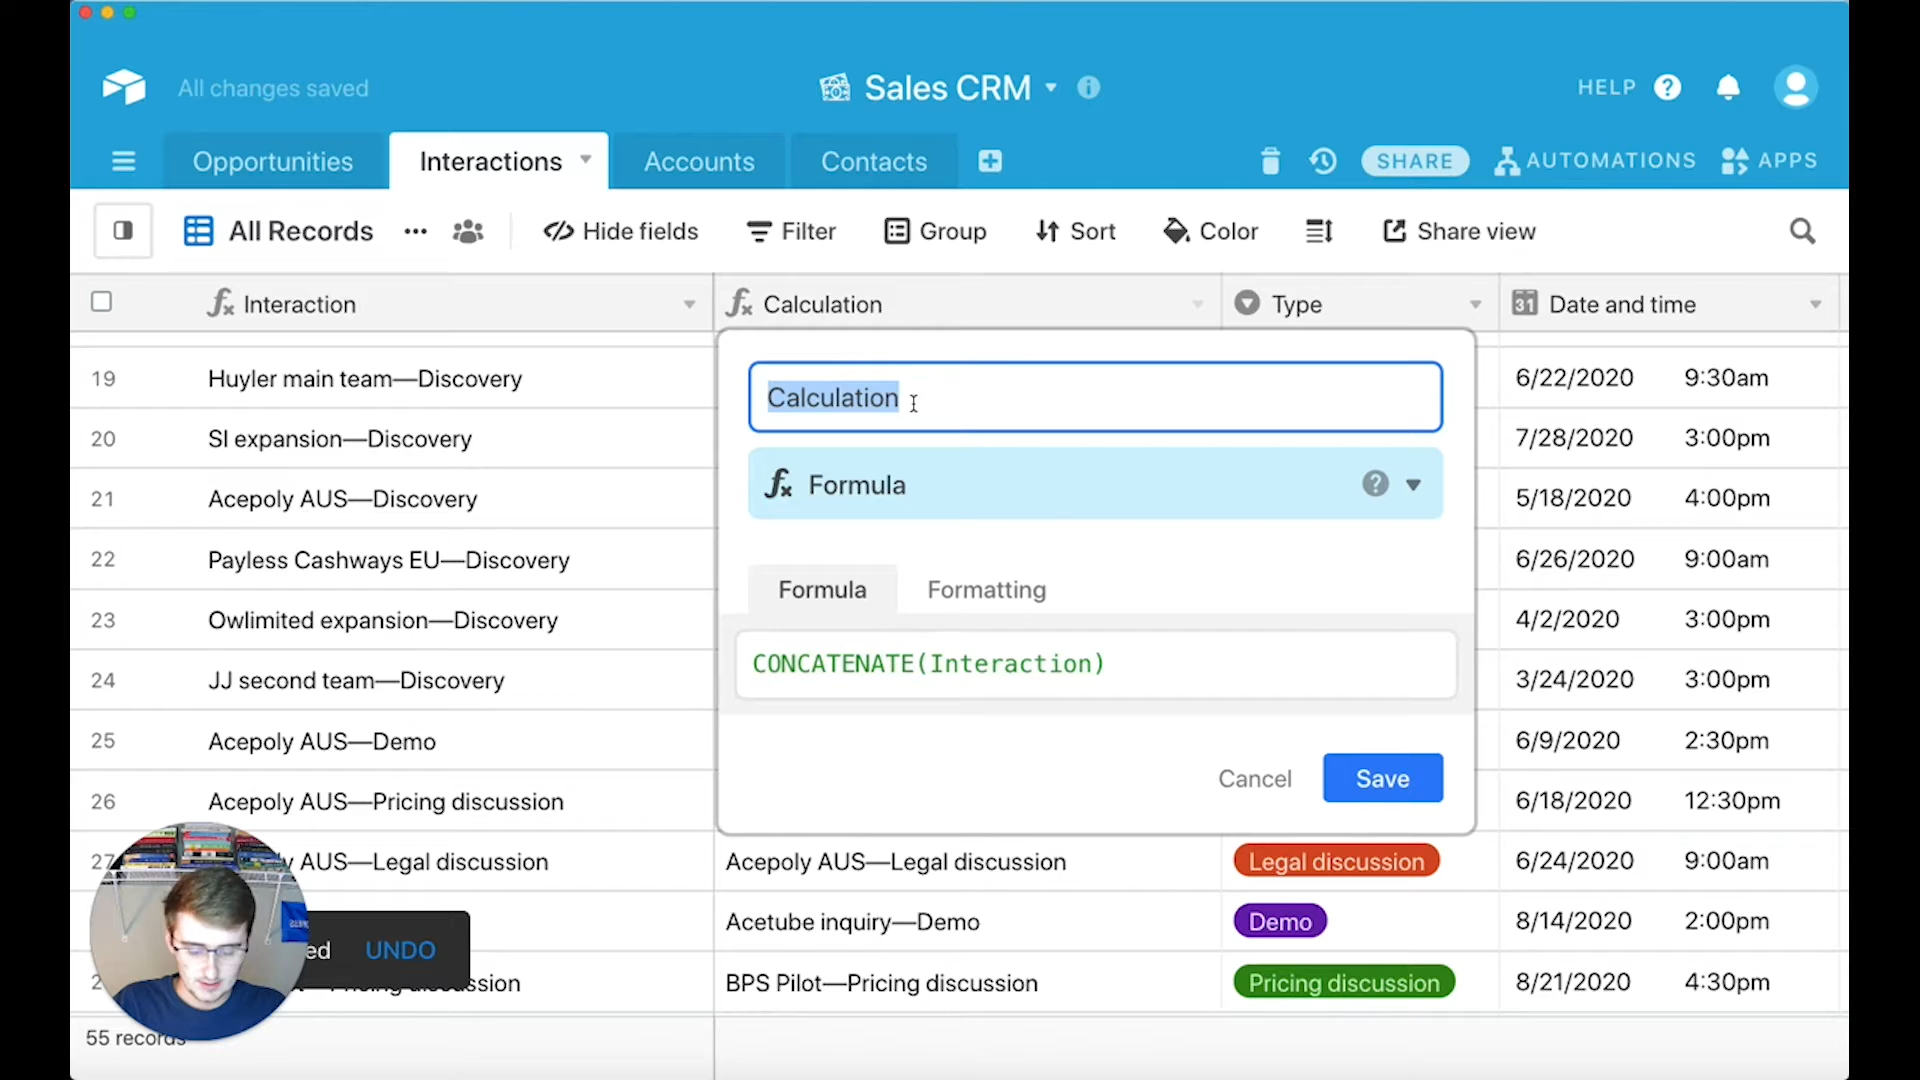 All changes saved
Sales CRM
HELP
Opportunities
Interactions
Accounts
Contacts
SHARE
AUTOMATIONS
APPS
All Records
Hide fields
Filter
Group
Sort
Color
Share view
Interaction
Calculation
Type
31 Date and time
19 Huyler main team—Discovery 6/22/2020 9:30am
20 SI expansion—Discovery 7/28/2020 3:00pm
21 Acepoly AUS—Discovery 5/18/2020 4:00pm
22 Payless Cashways EU—Discovery 6/26/2020 9:00am
23 Owlimited expansion—Discovery 4/2/2020 3:00pm
24 JJ second team—Discovery 3/24/2020 3:00pm
25 Acepoly AUS—Demo 6/9/2020 2:30pm
26 Acepoly AUS—Pricing discussion 6/18/2020 12:30pm
Calculation
Formula
Formula Formatting
CONCATENATE(Interaction)
Cancel Save
27 AUS—Legal discussion Acepoly AUS—Legal discussion Legal discussion 6/24/2020 9:00am
Acetube inquiry—Demo Demo 8/14/2020 2:00pm
BPS Pilot—Pricing discussion Pricing discussion 8/21/2020 4:30pm
UNDO
55 records